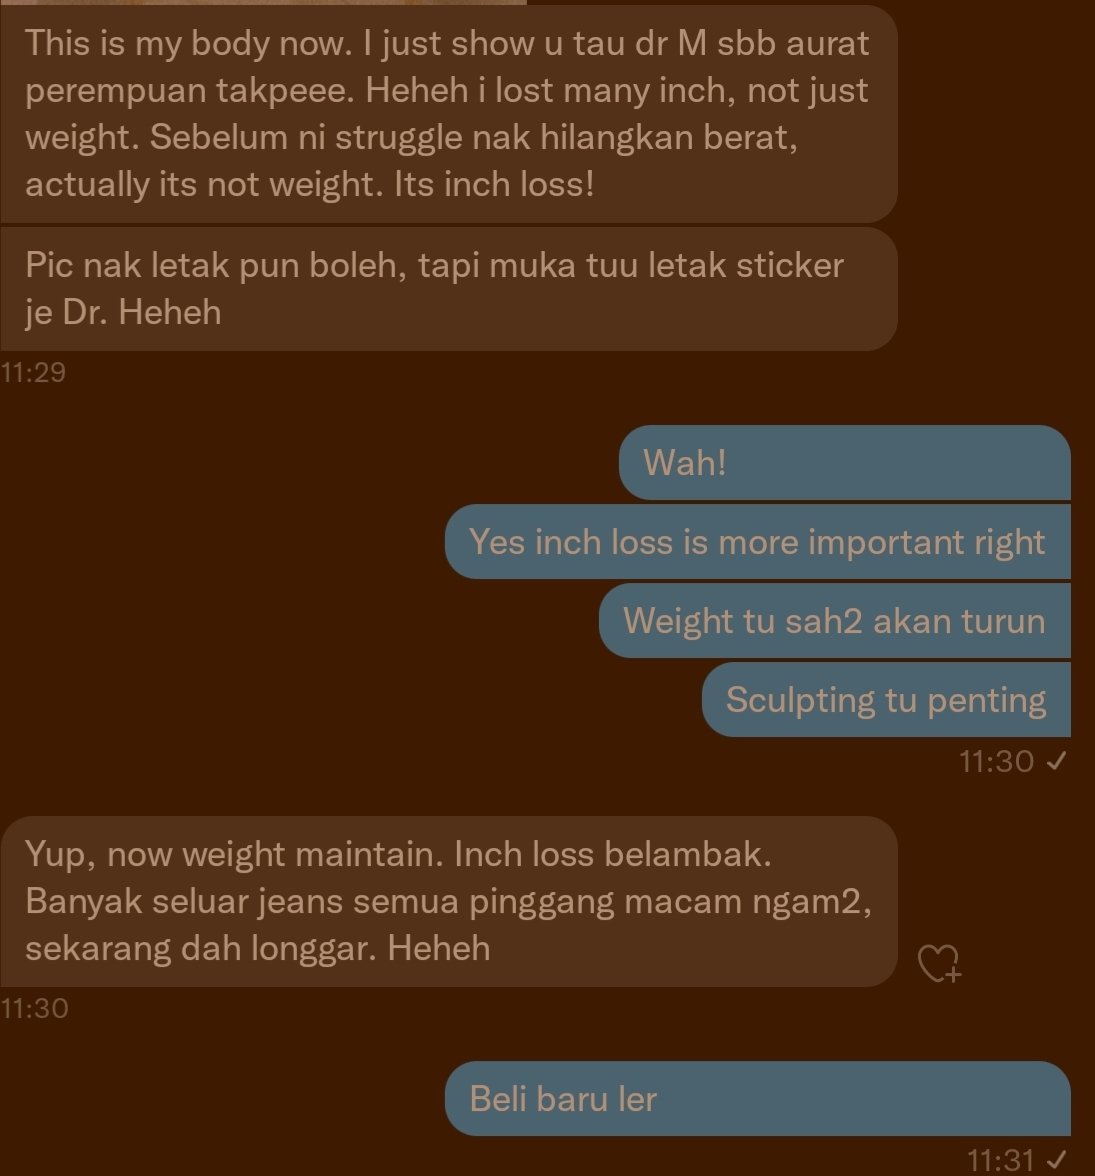 This is my body now. I just show u tau dr M sbb aurat
perempuan takpeee. Heheh i lost many inch, not just
weight. Sebelum ni struggle nak hilangkan berat,
actually its not weight. Its inch loss!
Pic nak letak pun boleh, tapi muka tuu letak sticker
je Dr. Heheh
11:29
Wah!
Yes inch loss is more important right
Weight tu sah2 akan turun
Sculpting tu penting
11:30 ✓
Yup, now weight maintain. Inch loss belambak.
Banyak seluar jeans semua pinggang macam ngam2,
sekarang dah longgar. Heheh
11:30
Beli baru ler
11:31 ✓